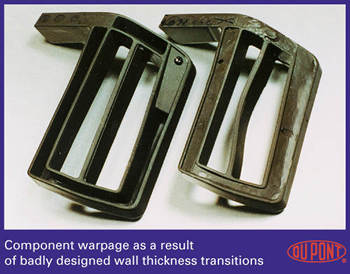 Component warpage as a result
of badly designed wall thickness transitions
DU PONT